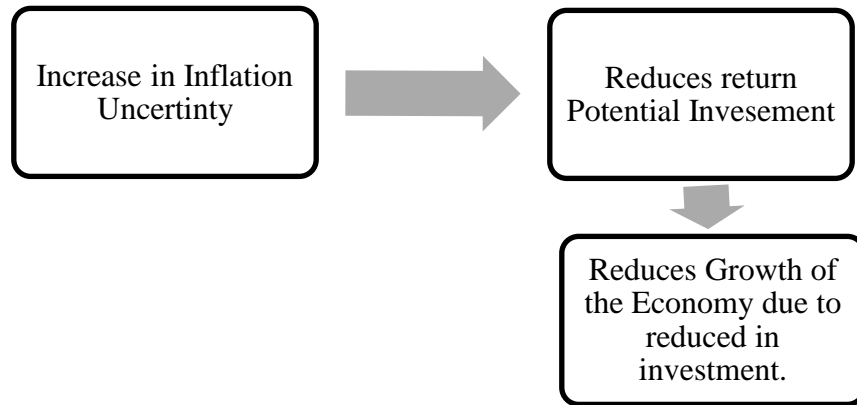 Increase in Inflation
Uncertinty
Reduces return
Potential Invesement
Reduces Growth of
the Economy due to
reduced in
investment.